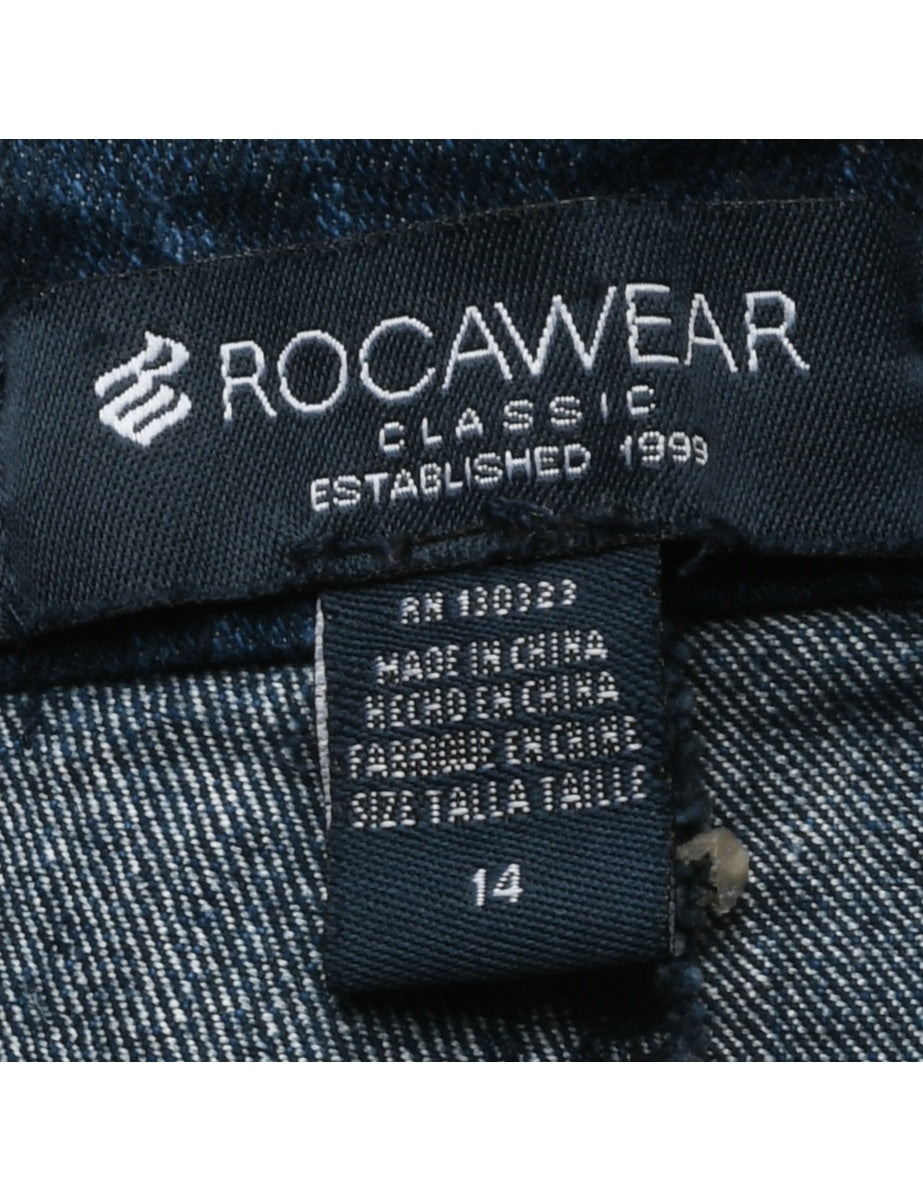 ROCAWEAR
CLASSIC
ESTABLISHED 1999
RN 130323
MADE IN CHINA
HECHO EN CHINA
FABRIQUE EN CHINE
SIZE TALLA TAILLE
14